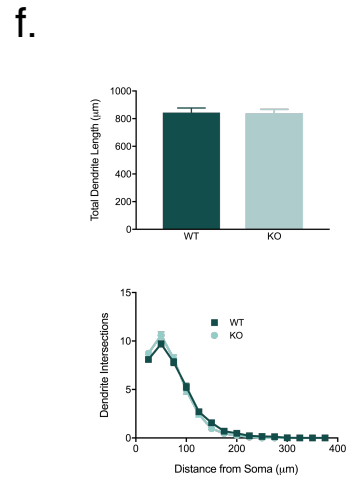 f.
Total Dendrite Length (μm)
1000
800
600
400
200
0
WT
KO
Dendrite Intersections
15
10
5
0
WT
KO
0
100
200
300
400
Distance from Soma (μm)